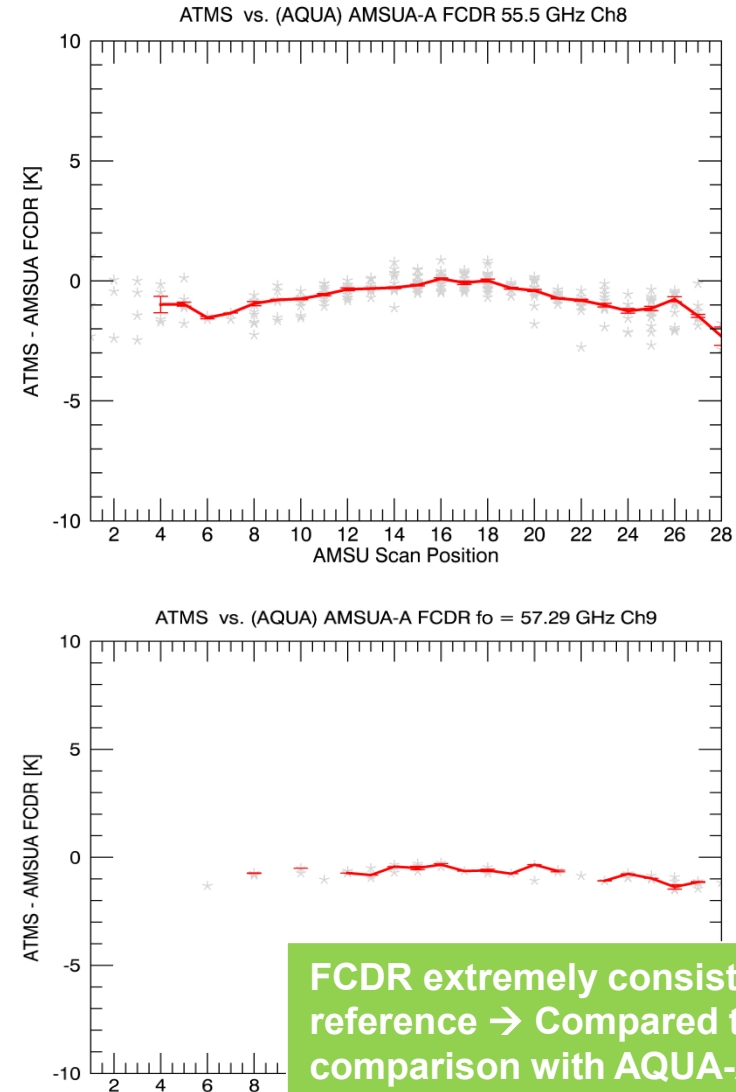 ATMS vs. (AQUA) AMSUA-A FCDR 55.5 GHz Ch8
10
5
0
-5
-10
ATMS - AMSUA FCDR [K]
2 4 6 8 10 12 14 16 18 20 22 24 26 28
AMSU Scan Position
ATMS vs. (AQUA) AMSUA-A FCDR fo = 57.29 GHz Ch9
10
5
0
-5
-10
ATMS - AMSUA FCDR [K]
2 4 6 8
FCDR extremely consist
reference → Compared t
comparison with AQUA-